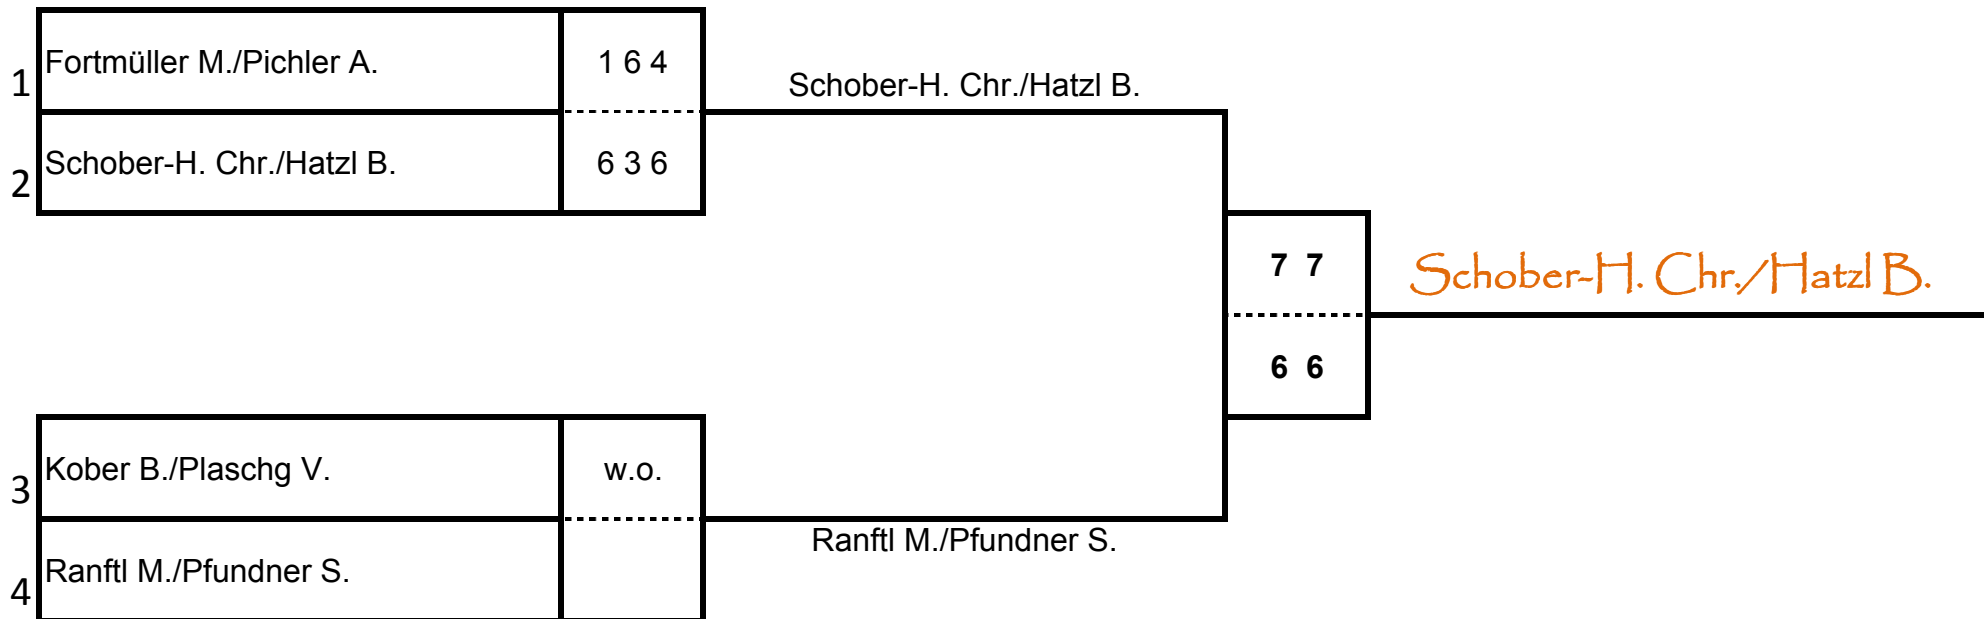 1 Fortmüller M./Pichler A. 1 6 4
Schober-H. Chr./Hatzl B.
2 Schober-H. Chr./Hatzl B. 6 3 6
7 7
Schober-H. Chr./Hatzl B.
6 6
3 Kober B./Plaschg V. w.o.
Ranftl M./Pfundner S.
4 Ranftl M./Pfundner S.